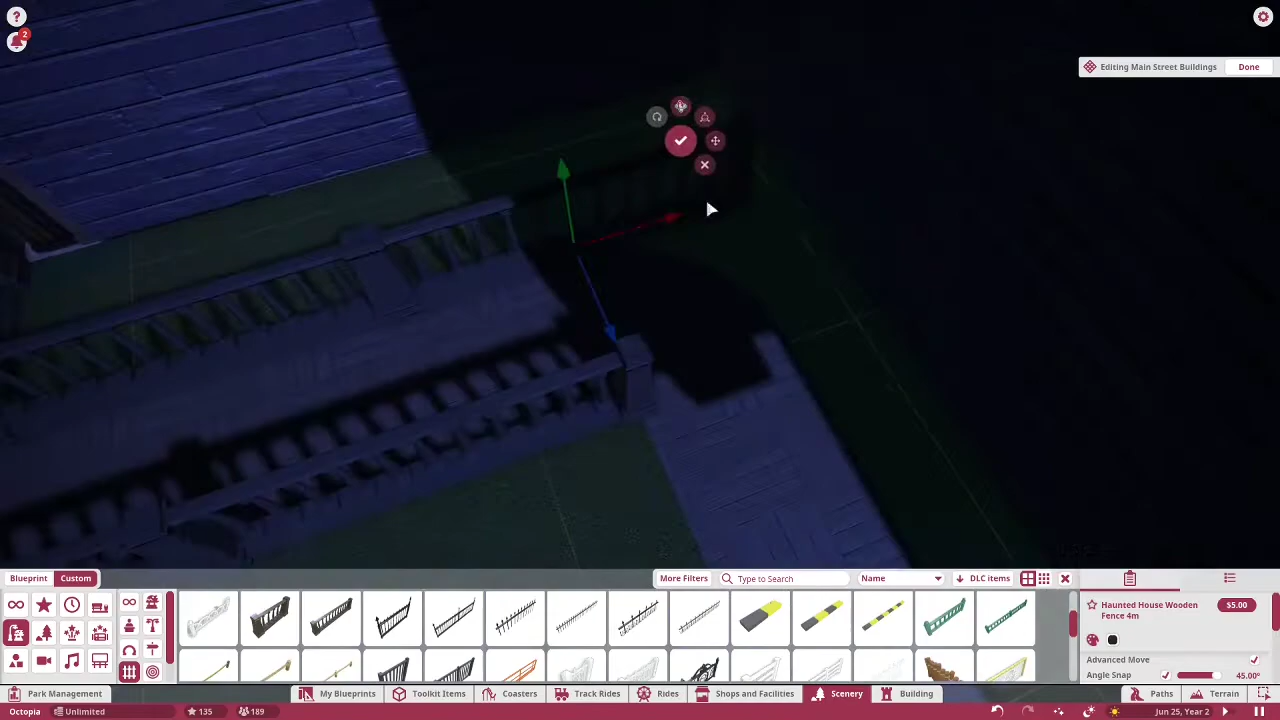 ?
2
Editing Main Street Buildings Done
Blueprint Custom
More Filters Type to Search Name DLC items
Haunted House Wooden Fence 4m $5.00
Advanced Move
Angle Snap 45.00°
Park Management My Blueprints Toolkit Items Coasters Track Rides Rides Shops and Facilities Scenery Building Paths Terrain
Octopia Unlimited 135 189 Jun 25, Year 2